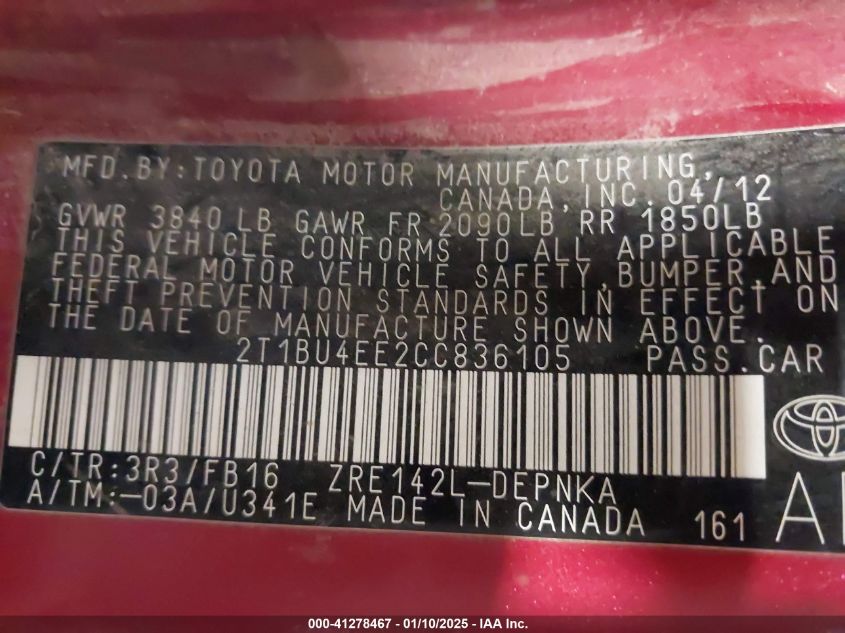 MFD.BY:TOYOTA MOTOR MANUFACTURING,
CANADA, INC. 04/12
GVWR 3840 LB GAWR FR 2090LB RR 1850LB
THIS VEHICLE CONFORMS TO ALL APPLICABLE
FEDERAL MOTOR VEHICLE SAFETY, BUMPER, AND
THEFT PREVENTION STANDARDS IN EFFECT ON
THE DATE OF MANUFACTURE SHOWN ABOVE.
2T1BU4EE2CC836105 PASS.CAR
C/TR:3R3/FB16 ZRE142L-DEPNKA
A/TM:-03A/U341E MADE IN CANADA 161
000-41278467 - 01/10/2025 - IAA Inc.